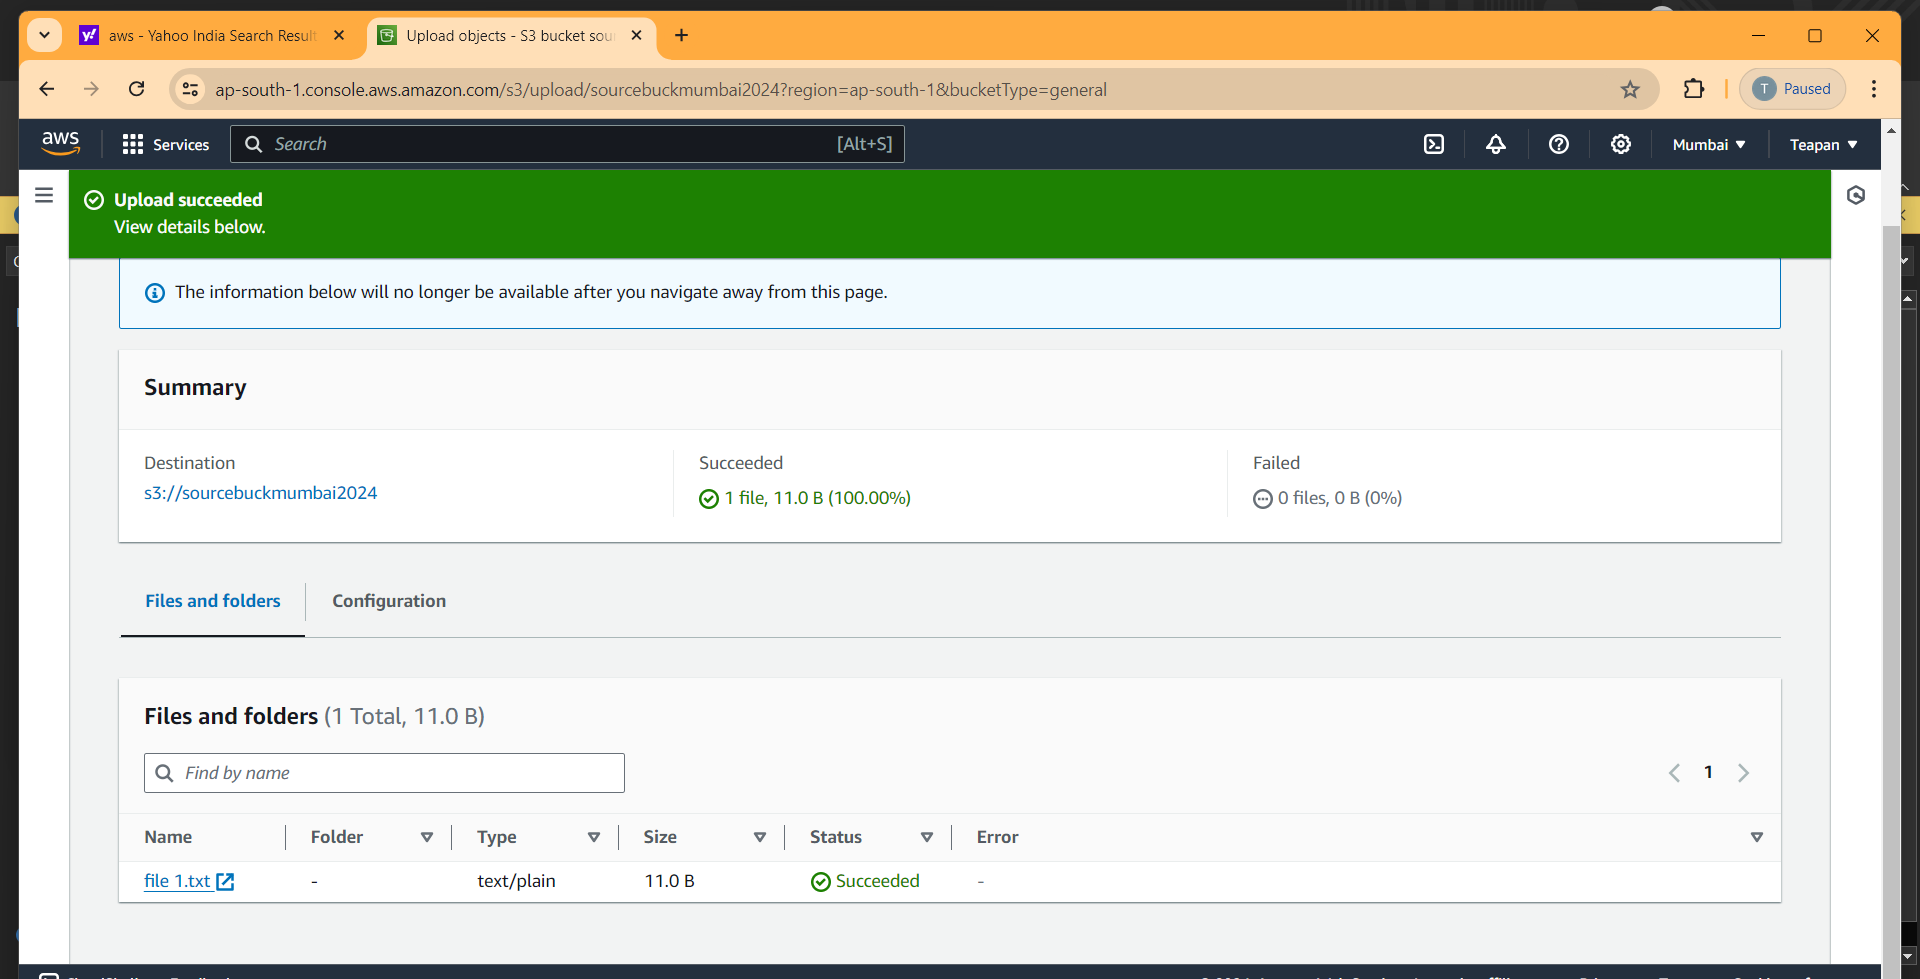 aws - Yahoo India Search Result
Upload objects - S3 bucket sou
ap-south-1.console.aws.amazon.com/s3/upload/sourcebuckmumbai2024?region=ap-south-1&bucketType=general
T Paused
aws
Services
Search
[Alt+S]
Mumbai
Teapan
Upload succeeded
View details below.
The information below will no longer be available after you navigate away from this page.
Summary
Destination
s3://sourcebuckmumbai2024
Succeeded
1 file, 11.0 B (100.00%)
Failed
0 files, 0 B (0%)
Files and folders
Configuration
Files and folders (1 Total, 11.0 B)
Find by name
1
Name Folder Type Size Status Error
file 1.txt - text/plain 11.0 B Succeeded -